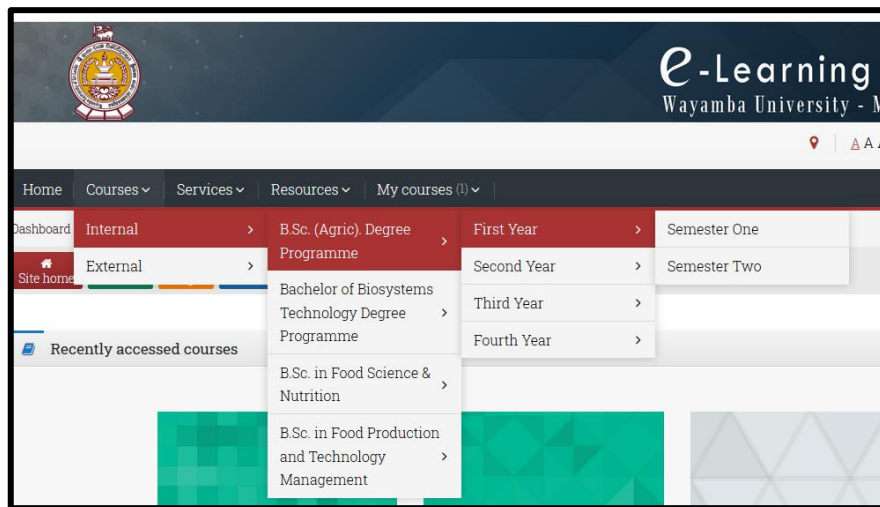 e-Learning
Wayamba University - M
A A
Home Courses Services Resources My courses (1)
Dashboard
Site home
Internal
External
B.Sc. (Agric). Degree
Programme
Bachelor of Biosystems
Technology Degree
Programme
B.Sc. in Food Science &
Nutrition
B.Sc. in Food Production
and Technology
Management
First Year
Second Year
Third Year
Fourth Year
Semester One
Semester Two
Recently accessed courses